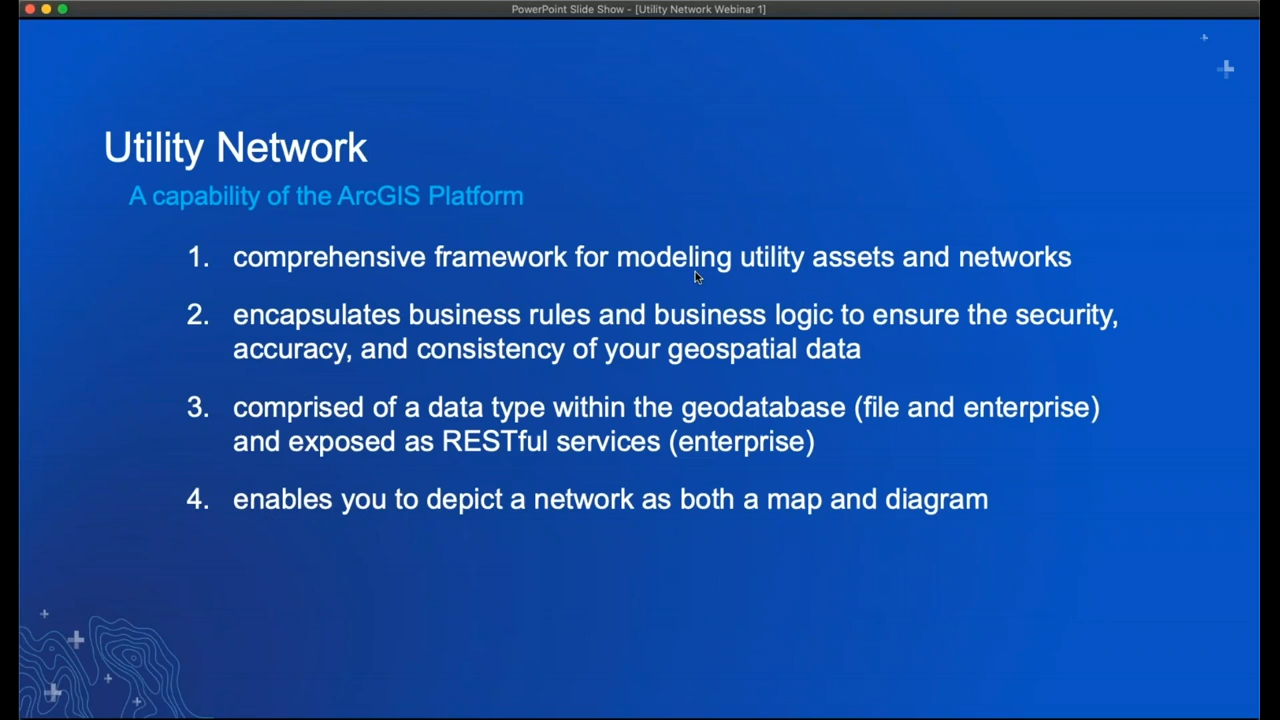 PowerPoint Slide Show - [Utility Network Webinar 1]
Utility Network
A capability of the ArcGIS Platform
1. comprehensive framework for modeling utility assets and networks
2. encapsulates business rules and business logic to ensure the security,
accuracy, and consistency of your geospatial data
3. comprised of a data type within the geodatabase (file and enterprise)
and exposed as RESTful services (enterprise)
4. enables you to depict a network as both a map and diagram